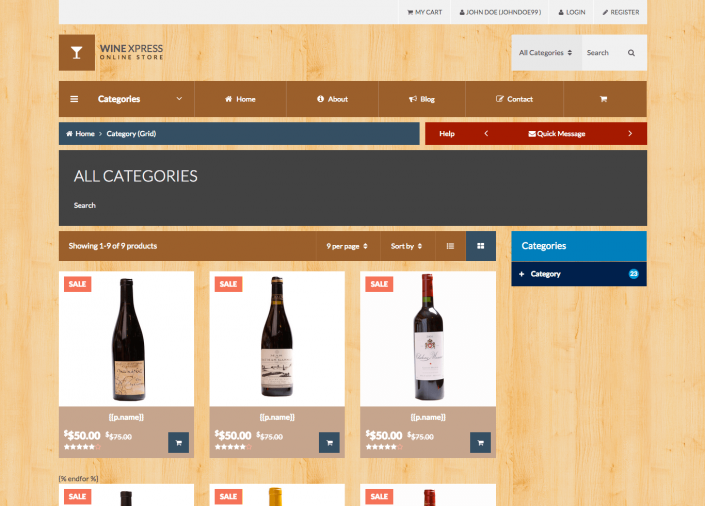 MY CART JOHN DOE (JOHNDOE99) LOGIN REGISTER
WINE XPRESS
ONLINE STORE
All Categories Search
Categories Home About Blog Contact
Home > Category (Grid) Help Quick Message
ALL CATEGORIES
Search
Showing 1-9 of 9 products 9 per page Sort by
Categories
+ Category 23
SALE SALE SALE
[[p.name]] [[p.name]] [[p.name]]
$$50.00 $$75.00 $$50.00 $$75.00 $$50.00 $$75.00
[% endfor %]
SALE SALE SALE